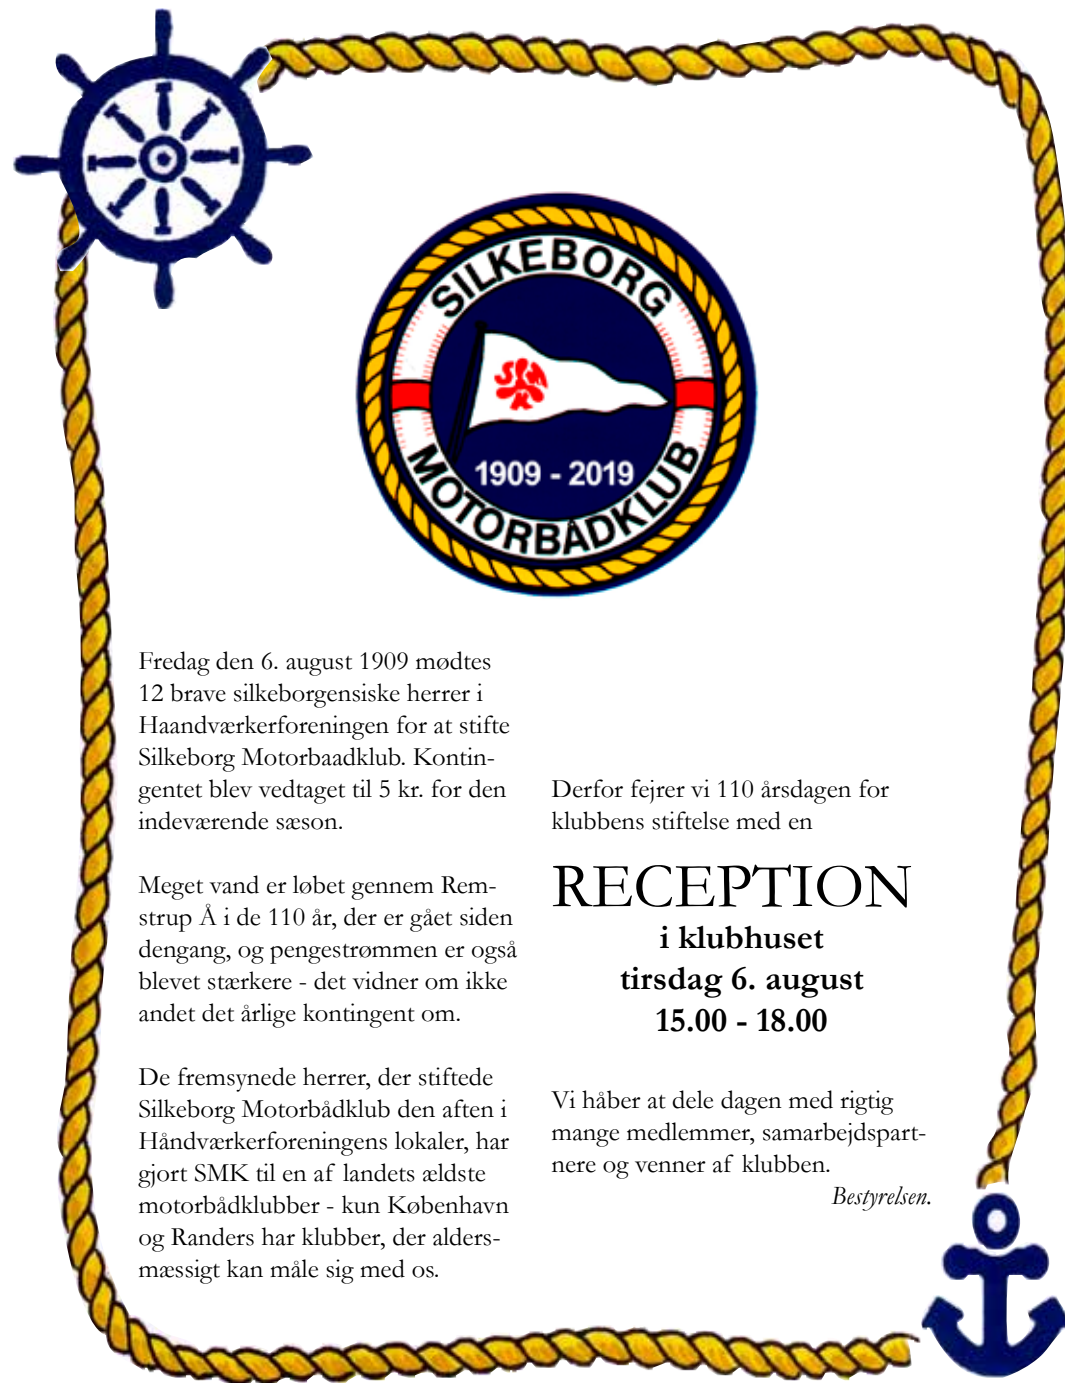 SILKEBORG
SMK
1909 - 2019
MOTORBÅDKLUB
Fredag den 6. august 1909 mødtes
12 brave silkeborgensiske herrer i
Haandværkerforeningen for at stifte
Silkeborg Motorbaadklub. Kontin-
gentet blev vedtaget til 5 kr. for den
indeværende sæson.
Meget vand er løbet gennem Rem-
strup Å i de 110 år, der er gået siden
dengang, og pengestrømmen er også
blevet stærkere - det vidner om ikke
andet det årlige kontingent om.
De fremsynede herrer, der stiftede
Silkeborg Motorbådklub den aften i
Håndværkerforeningens lokaler, har
gjort SMK til en af landets ældste
motorbådklubber - kun København
og Randers har klubber, der alders-
mæssigt kan måle sig med os.
Derfor fejrer vi 110 årsdagen for
klubbens stiftelse med en
RECEPTION
i klubhuset
tirsdag 6. august
15.00 - 18.00
Vi håber at dele dagen med rigtig
mange medlemmer, samarbejdspart-
nere og venner af klubben.
Bestyrelsen.